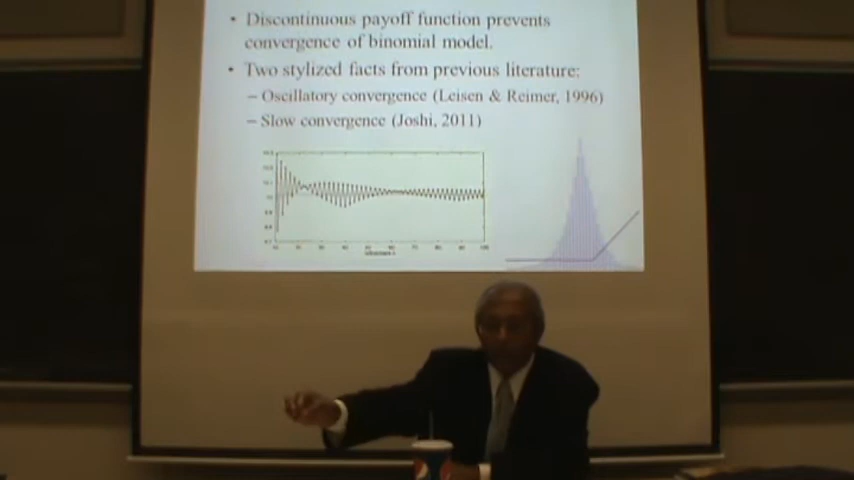 • Discontinuous payoff function prevents
convergence of binomial model.
• Two stylized facts from previous literature:
– Oscillatory convergence (Leisen & Reimer, 1996)
– Slow convergence (Joshi, 2011)